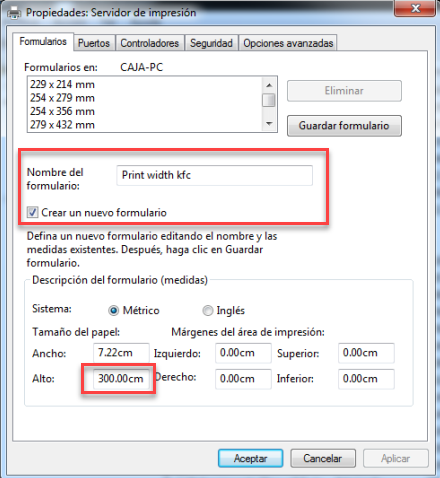 Propiedades: Servidor de impresión
Formularios Puertos Controladores Seguridad Opciones avanzadas
Formularios en: CAJA-PC
229 x 214 mm
254 x 279 mm
254 x 356 mm
279 x 432 mm
Eliminar
Guardar formulario
Nombre del formulario: Print width kfc
Crear un nuevo formulario
Defina un nuevo formulario editando el nombre y las
medidas existentes. Después, haga clic en Guardar
formulario.
Descripción del formulario (medidas)
Sistema: Métrico Inglés
Tamaño del papel: Márgenes del área de impresión:
Ancho: 7.22cm Izquierdo: 0.00cm Superior: 0.00cm
Alto: 300.00cm Derecho: 0.00cm Inferior: 0.00cm
Aceptar Cancelar Aplicar